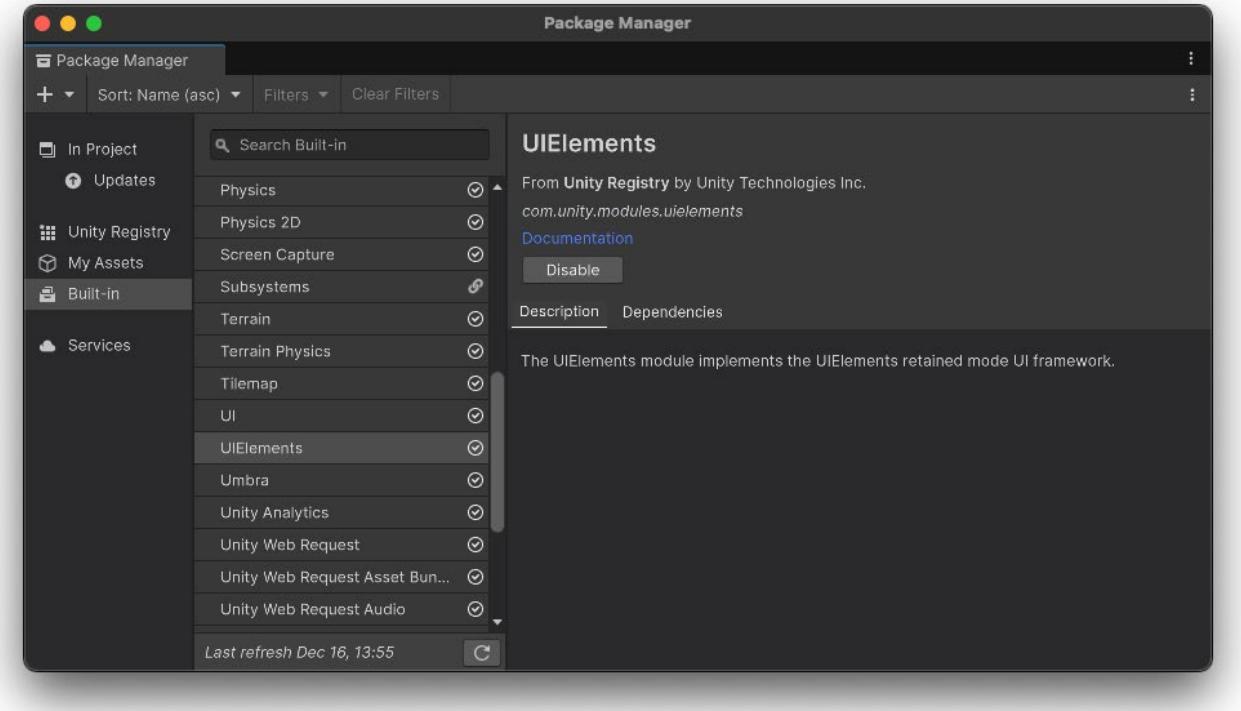 Package Manager
Package Manager
Sort: Name (asc)
Filters
Clear Filters
In Project
Updates
Unity Registry
My Assets
Built-in
Services
Search Built-in
Physics
Physics 2D
Screen Capture
Subsystems
Terrain
Terrain Physics
Tilemap
UI
UIElements
Umbra
Unity Analytics
Unity Web Request
Unity Web Request Asset Bun...
Unity Web Request Audio
Last refresh Dec 16, 13:55
UIElements
From Unity Registry by Unity Technologies Inc.
com.unity.modules.uielements
Documentation
Disable
Description
Dependencies
The UIElements module implements the UIElements retained mode UI framework.